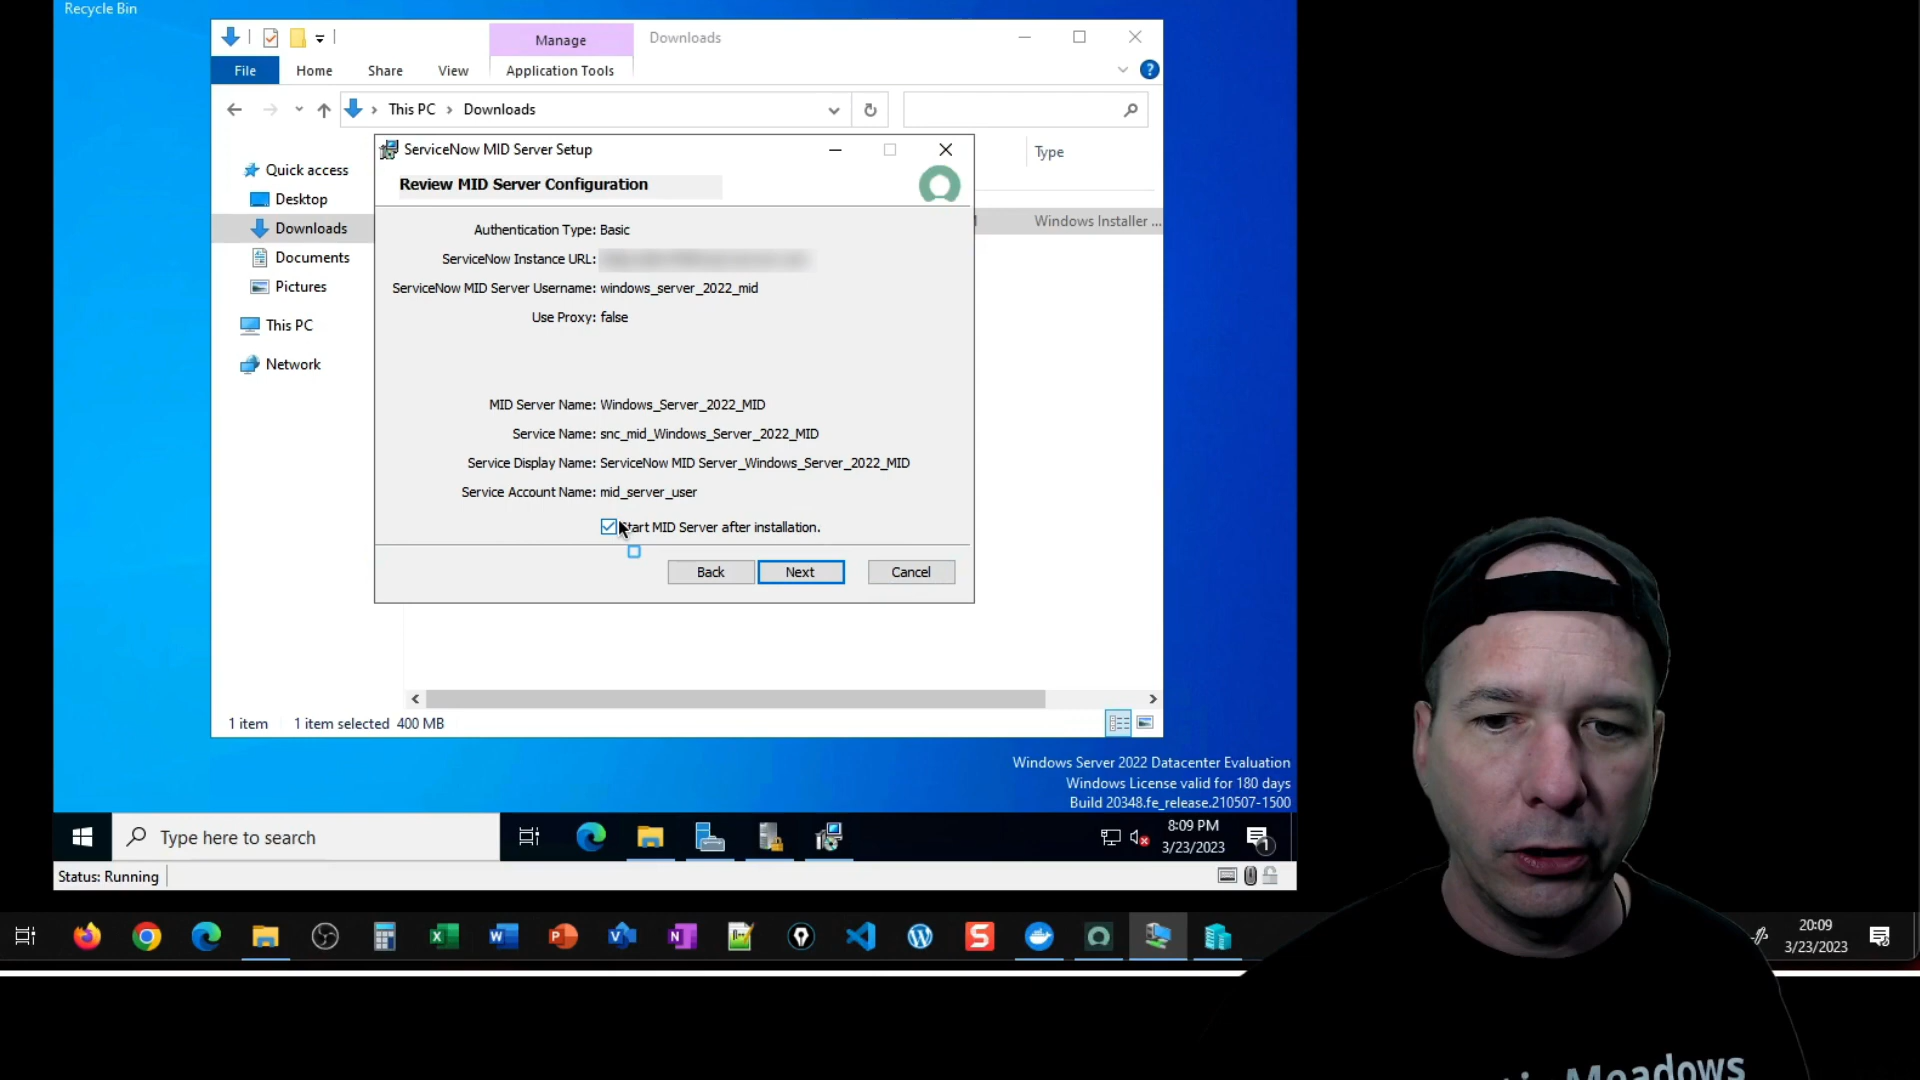 Recycle Bin
Manage
Downloads
File
Home
Share
View
Application Tools
This PC
Downloads
ServiceNow MID Server Setup
Type
Quick access
Review MID Server Configuration
Desktop
Downloads
Windows Installer ...
Authentication Type: Basic
Documents
ServiceNow Instance URL:
Pictures
ServiceNow MID Server Username: windows_server_2022_mid
Use Proxy: false
This PC
Network
MID Server Name: Windows_Server_2022_MID
Service Name: snc_mid_Windows_Server_2022_MID
Service Display Name: ServiceNow MID Server_Windows_Server_2022_MID
Service Account Name: mid_server_user
Start MID Server after installation.
Back
Next
Cancel
1 item
1 item selected 400 MB
Windows Server 2022 Datacenter Evaluation
Windows License valid for 180 days
Build 20348.fe_release.210507-1500
Type here to search
8:09 PM
3/23/2023
1
Status: Running
20:09
3/23/2023
Meadows